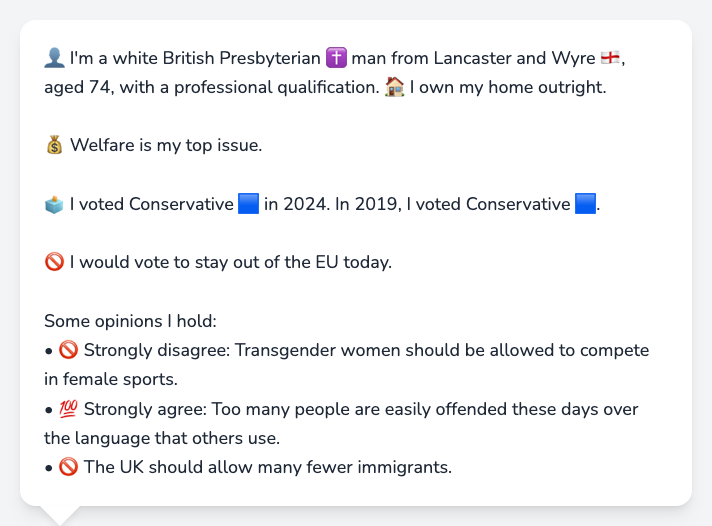 👤 I'm a white British Presbyterian ✝️ man from Lancaster and Wyre 🏴󠁧󠁢󠁥󠁮󠁧󠁿,
aged 74, with a professional qualification. 🏠 I own my home outright.
💰 Welfare is my top issue.
🗳️ I voted Conservative 🟦 in 2024. In 2019, I voted Conservative 🟦.
🚫 I would vote to stay out of the EU today.
Some opinions I hold:
• 🚫 Strongly disagree: Transgender women should be allowed to compete
in female sports.
• 💯 Strongly agree: Too many people are easily offended these days over
the language that others use.
• 🚫 The UK should allow many fewer immigrants.